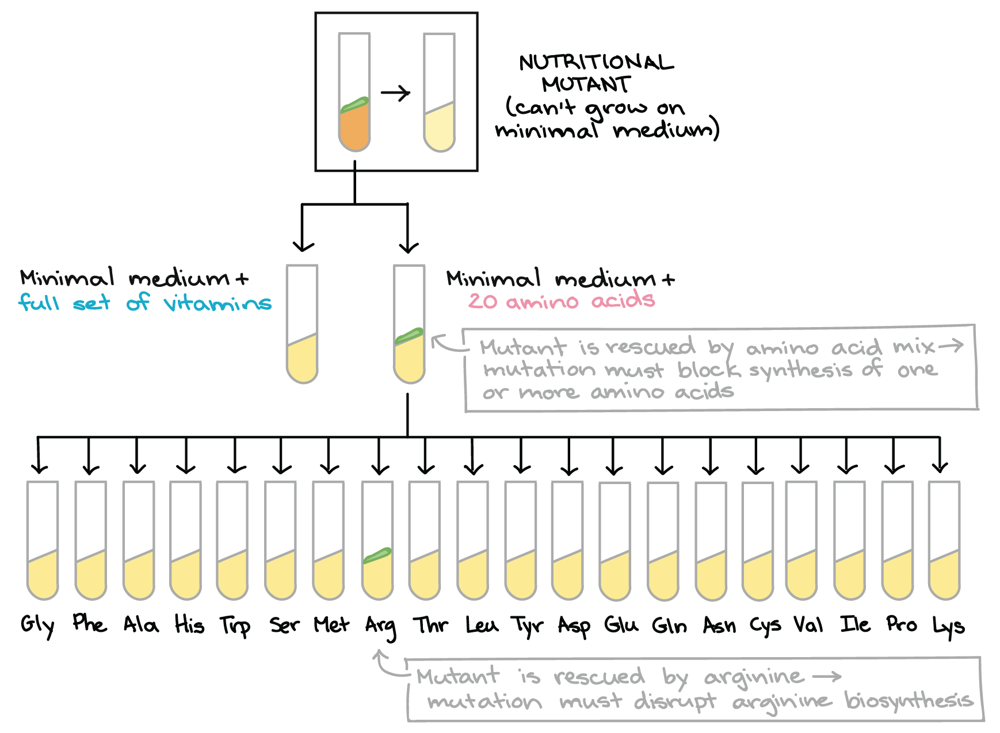 NUTRITIONAL
MUTANT
(can't grow on
minimal medium)
Minimal medium +
full set of vitamins
Minimal medium +
20 amino acids
Mutant is rescued by amino acid mix →
mutation must block synthesis of one
or more amino acids
Gly Phe Ala His Trp Ser Met Arg Thr Leu Tyr Asp Glu Gln Asn Cys Val Ile Pro Lys
Mutant is rescued by arginine →
mutation must disrupt arginine biosynthesis